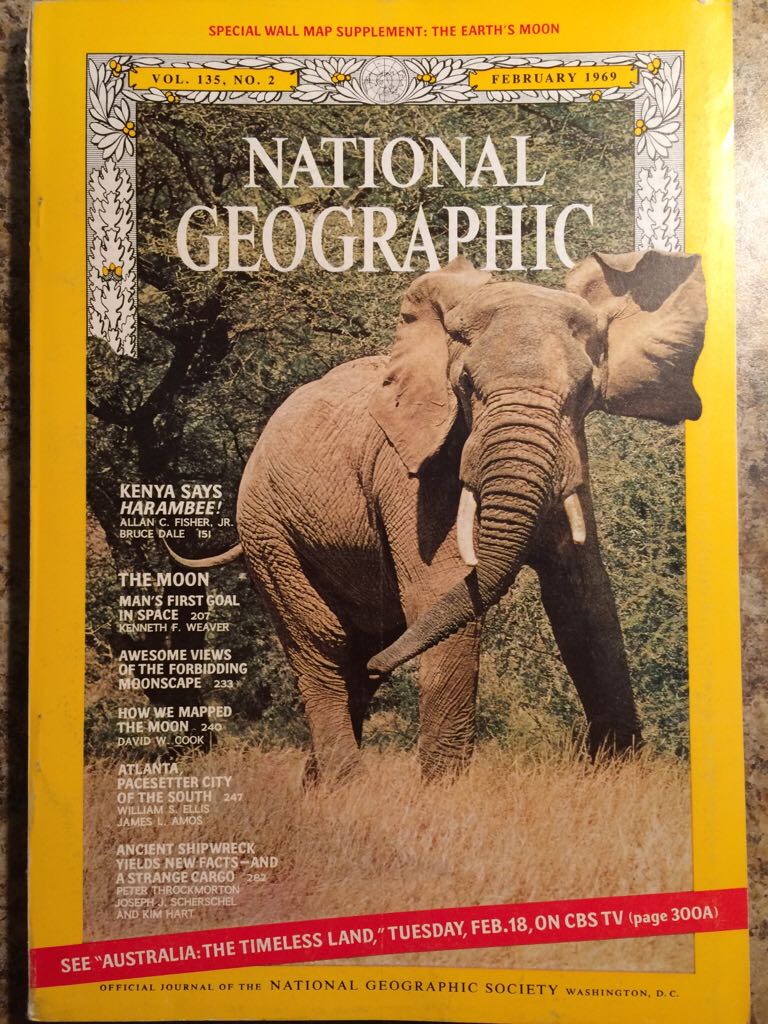 SPECIAL WALL MAP SUPPLEMENT: THE EARTH'S MOON
VOL. 135, NO. 2
FEBRUARY 1969
NATIONAL
GEOGRAPHIC
KENYA SAYS
HARAMBEE!
ALLAN C. FISHER, JR.
BRUCE DALE 151
THE MOON
MAN'S FIRST GOAL
IN SPACE 207
KENNETH F. WEAVER
AWESOME VIEWS
OF THE FORBIDDING
MOONSCAPE 233
HOW WE MAPPED
THE MOON 240
DAVID W. COOK
ATLANTA,
PACESETTER CITY
OF THE SOUTH 247
WILLIAM S. ELLIS
JAMES L. AMOS
ANCIENT SHIPWRECK
YIELDS NEW FACTS—AND
A STRANGE CARGO 282
PETER THROCKMORTON
JOSEPH J. SCHERSCHEL
AND KIM HART
SEE "AUSTRALIA: THE TIMELESS LAND," TUESDAY, FEB. 18, ON CBS TV (page 300A)
OFFICIAL JOURNAL OF THE NATIONAL GEOGRAPHIC SOCIETY WASHINGTON, D.C.